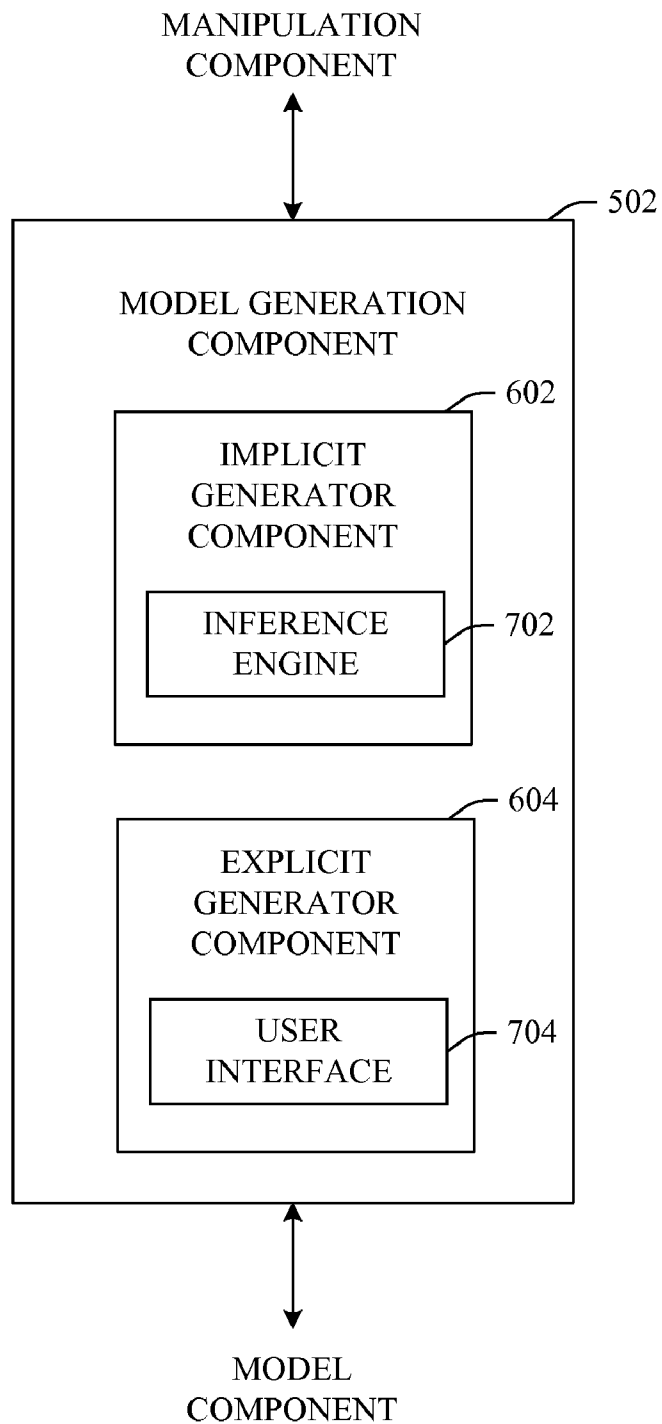 MANIPULATION
COMPONENT
502
MODEL GENERATION
COMPONENT
602
IMPLICIT
GENERATOR
COMPONENT
INFERENCE
ENGINE
702
604
EXPLICIT
GENERATOR
COMPONENT
USER
INTERFACE
704
MODEL
COMPONENT